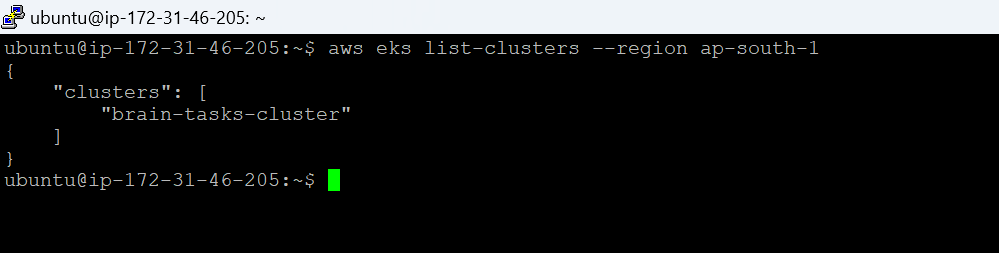 ubuntu@ip-172-31-46-205: ~
ubuntu@ip-172-31-46-205:~$ aws eks list-clusters --region ap-south-1
{
    "clusters": [
        "brain-tasks-cluster"
    ]
}
ubuntu@ip-172-31-46-205:~$